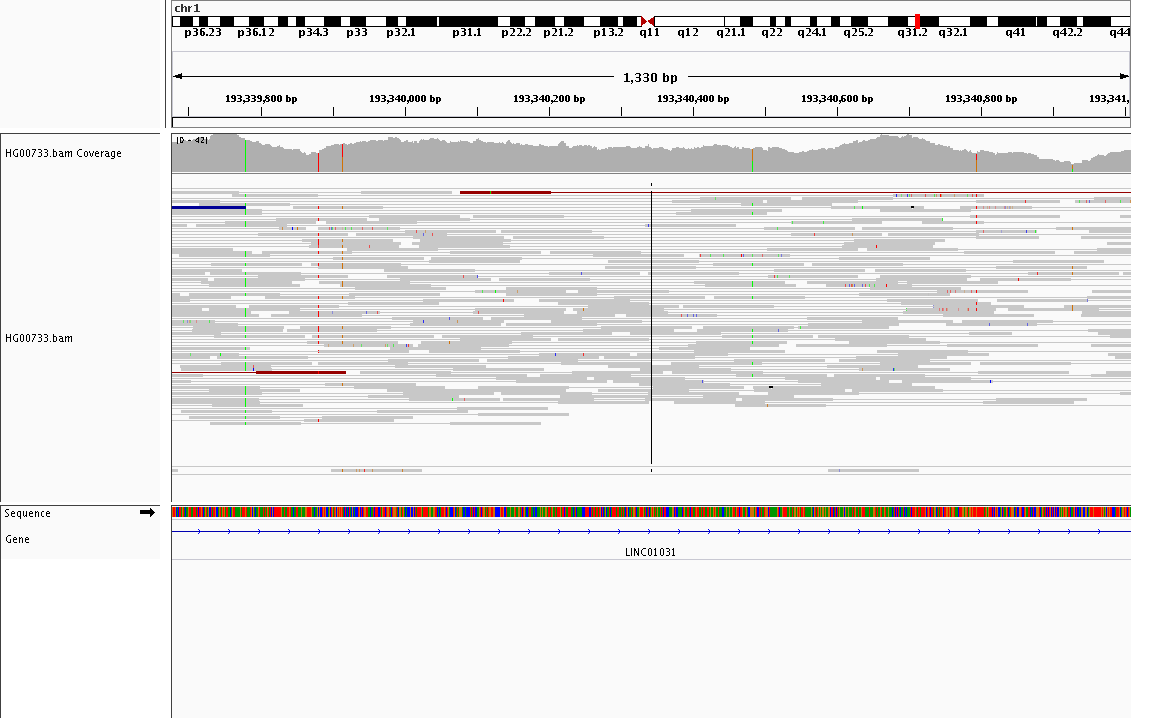 chr1
p36.23 p36.12 p34.3 p33 p32.1 p31.1 p22.2 p21.2 p13.2 q11 q12 q21.1 q22 q24.1 q25.2 q31.2 q32.1 q41 q42.2 q44
1,330 bp
193,339,800 bp 193,340,000 bp 193,340,200 bp 193,340,400 bp 193,340,600 bp 193,340,800 bp 193,341,
HG00733.bam Coverage
[0 - 42]
HG00733.bam
Sequence
Gene
LINC01031